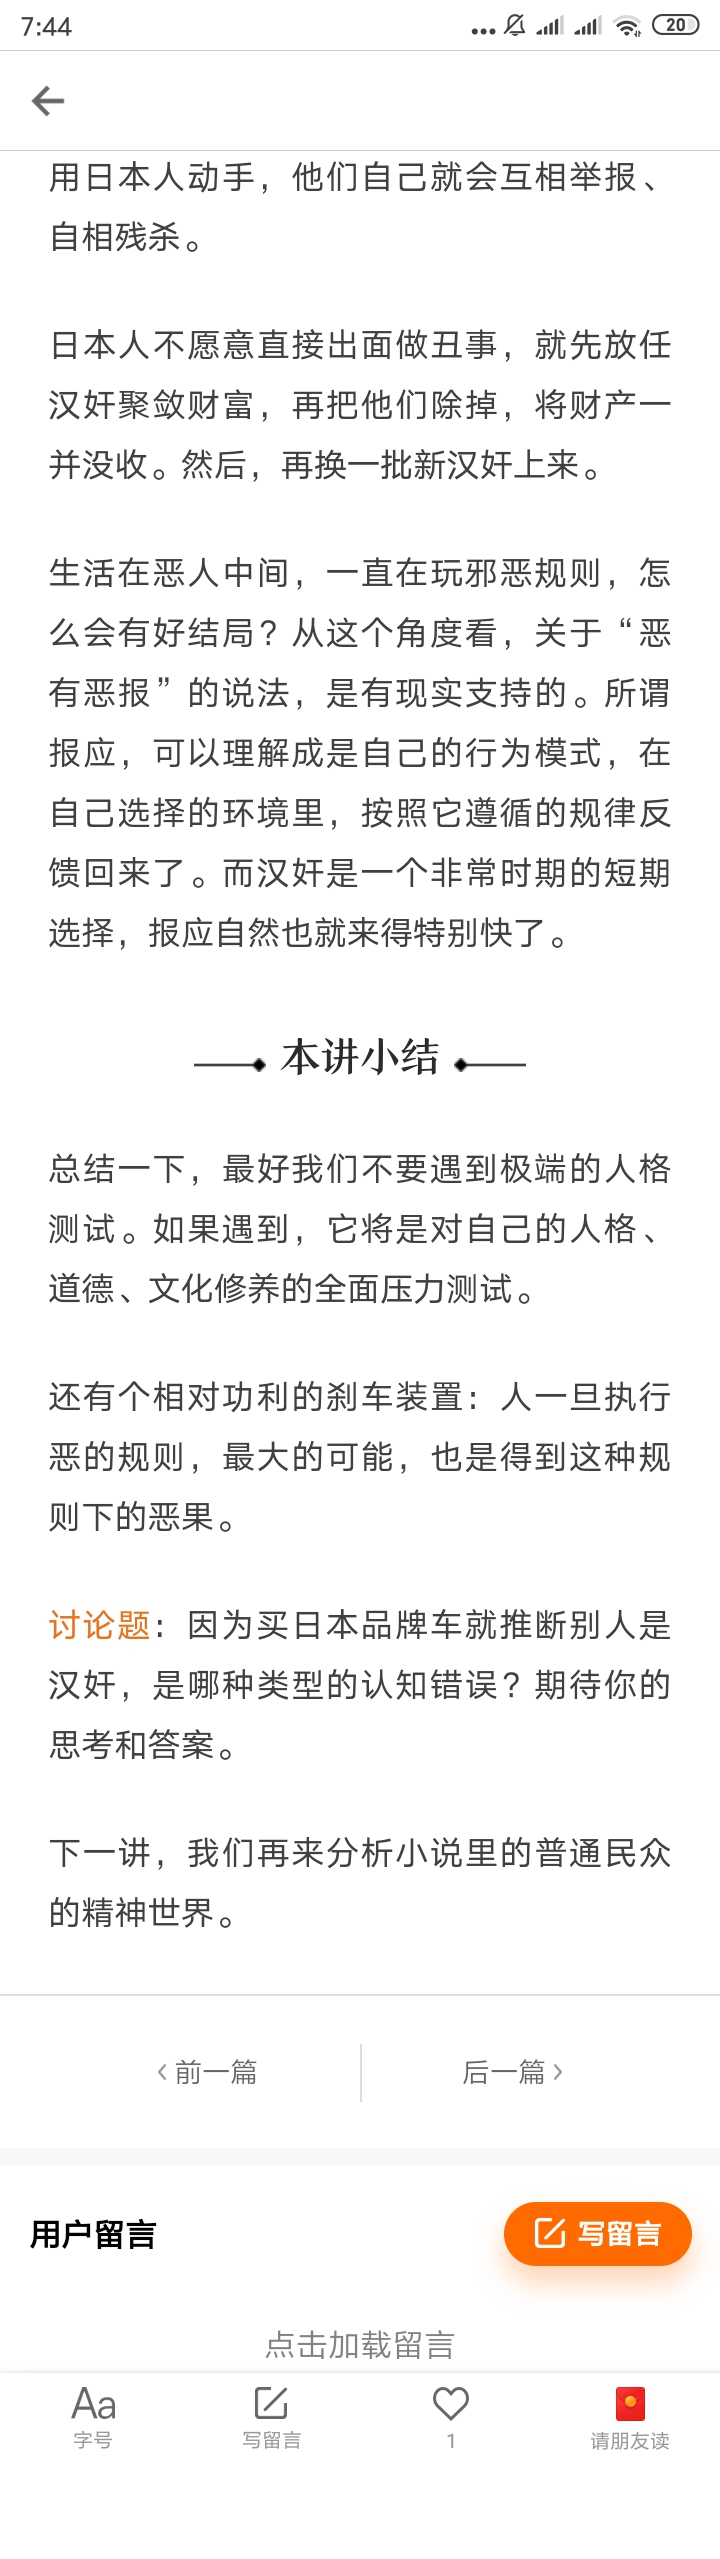 7:44
20
用日本人动手，他们自己就会互相举报、
自相残杀。
日本人不愿意直接出面做丑事，就先放任
汉奸聚敛财富，再把他们除掉，将财产一
并没收。然后，再换一批新汉奸上来。
生活在恶人中间，一直在玩邪恶规则，怎
么会有好结局？从这个角度看，关于“恶
有恶报”的说法，是有现实支持的。所谓
报应，可以理解成是自己的行为模式，在
自己选择的环境里，按照它遵循的规律反
馈回来了。而汉奸是一个非常时期的短期
选择，报应自然也就来得特别快了。
本讲小结
总结一下，最好我们不要遇到极端的人格
测试。如果遇到，它将是对自己的人格、
道德、文化修养的全面压力测试。
还有个相对功利的刹车装置：人一旦执行
恶的规则，最大的可能，也是得到这种规
则下的恶果。
讨论题：因为买日本品牌车就推断别人是
汉奸，是哪种类型的认知错误？期待你的
思考和答案。
下一讲，我们再来分析小说里的普通民众
的精神世界。
前一篇 后一篇
用户留言 写留言
点击加载留言
Aa
字号 写留言 1 请朋友读